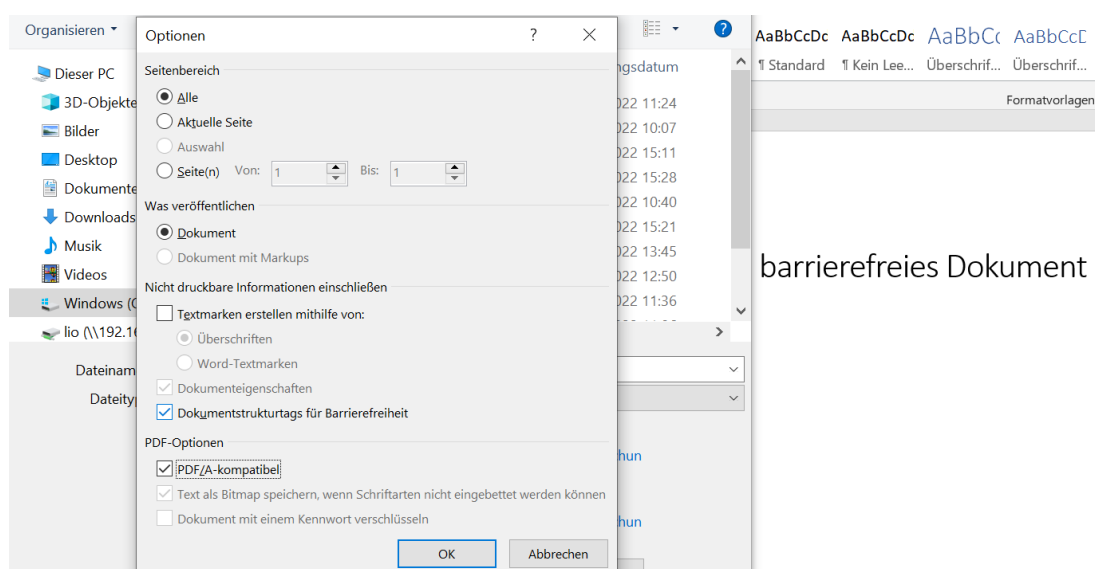 Organisieren
Dieser PC
3D-Objekte
Bilder
Desktop
Dokumente
Downloads
Musik
Videos
Windows (C
lio (\\192.16
Dateinam
Dateityp
Optionen
?
Seitenbereich
Alle
Aktuelle Seite
Auswahl
Seite(n) Von: 1 Bis: 1
Was veröffentlichen
Dokument
Dokument mit Markups
Nicht druckbare Informationen einschließen
Textmarken erstellen mithilfe von:
Überschriften
Word-Textmarken
Dokumenteigenschaften
Dokumentstrukturtags für Barrierefreiheit
PDF-Optionen
PDF/A-kompatibel
Text als Bitmap speichern, wenn Schriftarten nicht eingebettet werden können
Dokument mit einem Kennwort verschlüsseln
OK Abbrechen
?
ngsdatum
022 11:24
022 10:07
022 15:11
022 15:28
022 10:40
022 15:21
022 13:45
022 12:50
022 11:36
hun
hun
AaBbCcDc AaBbCcDc AaBbCc AaBbCcD
¶ Standard ¶ Kein Lee... Überschrif... Überschrif...
Formatvorlagen
barrierefreies Dokument